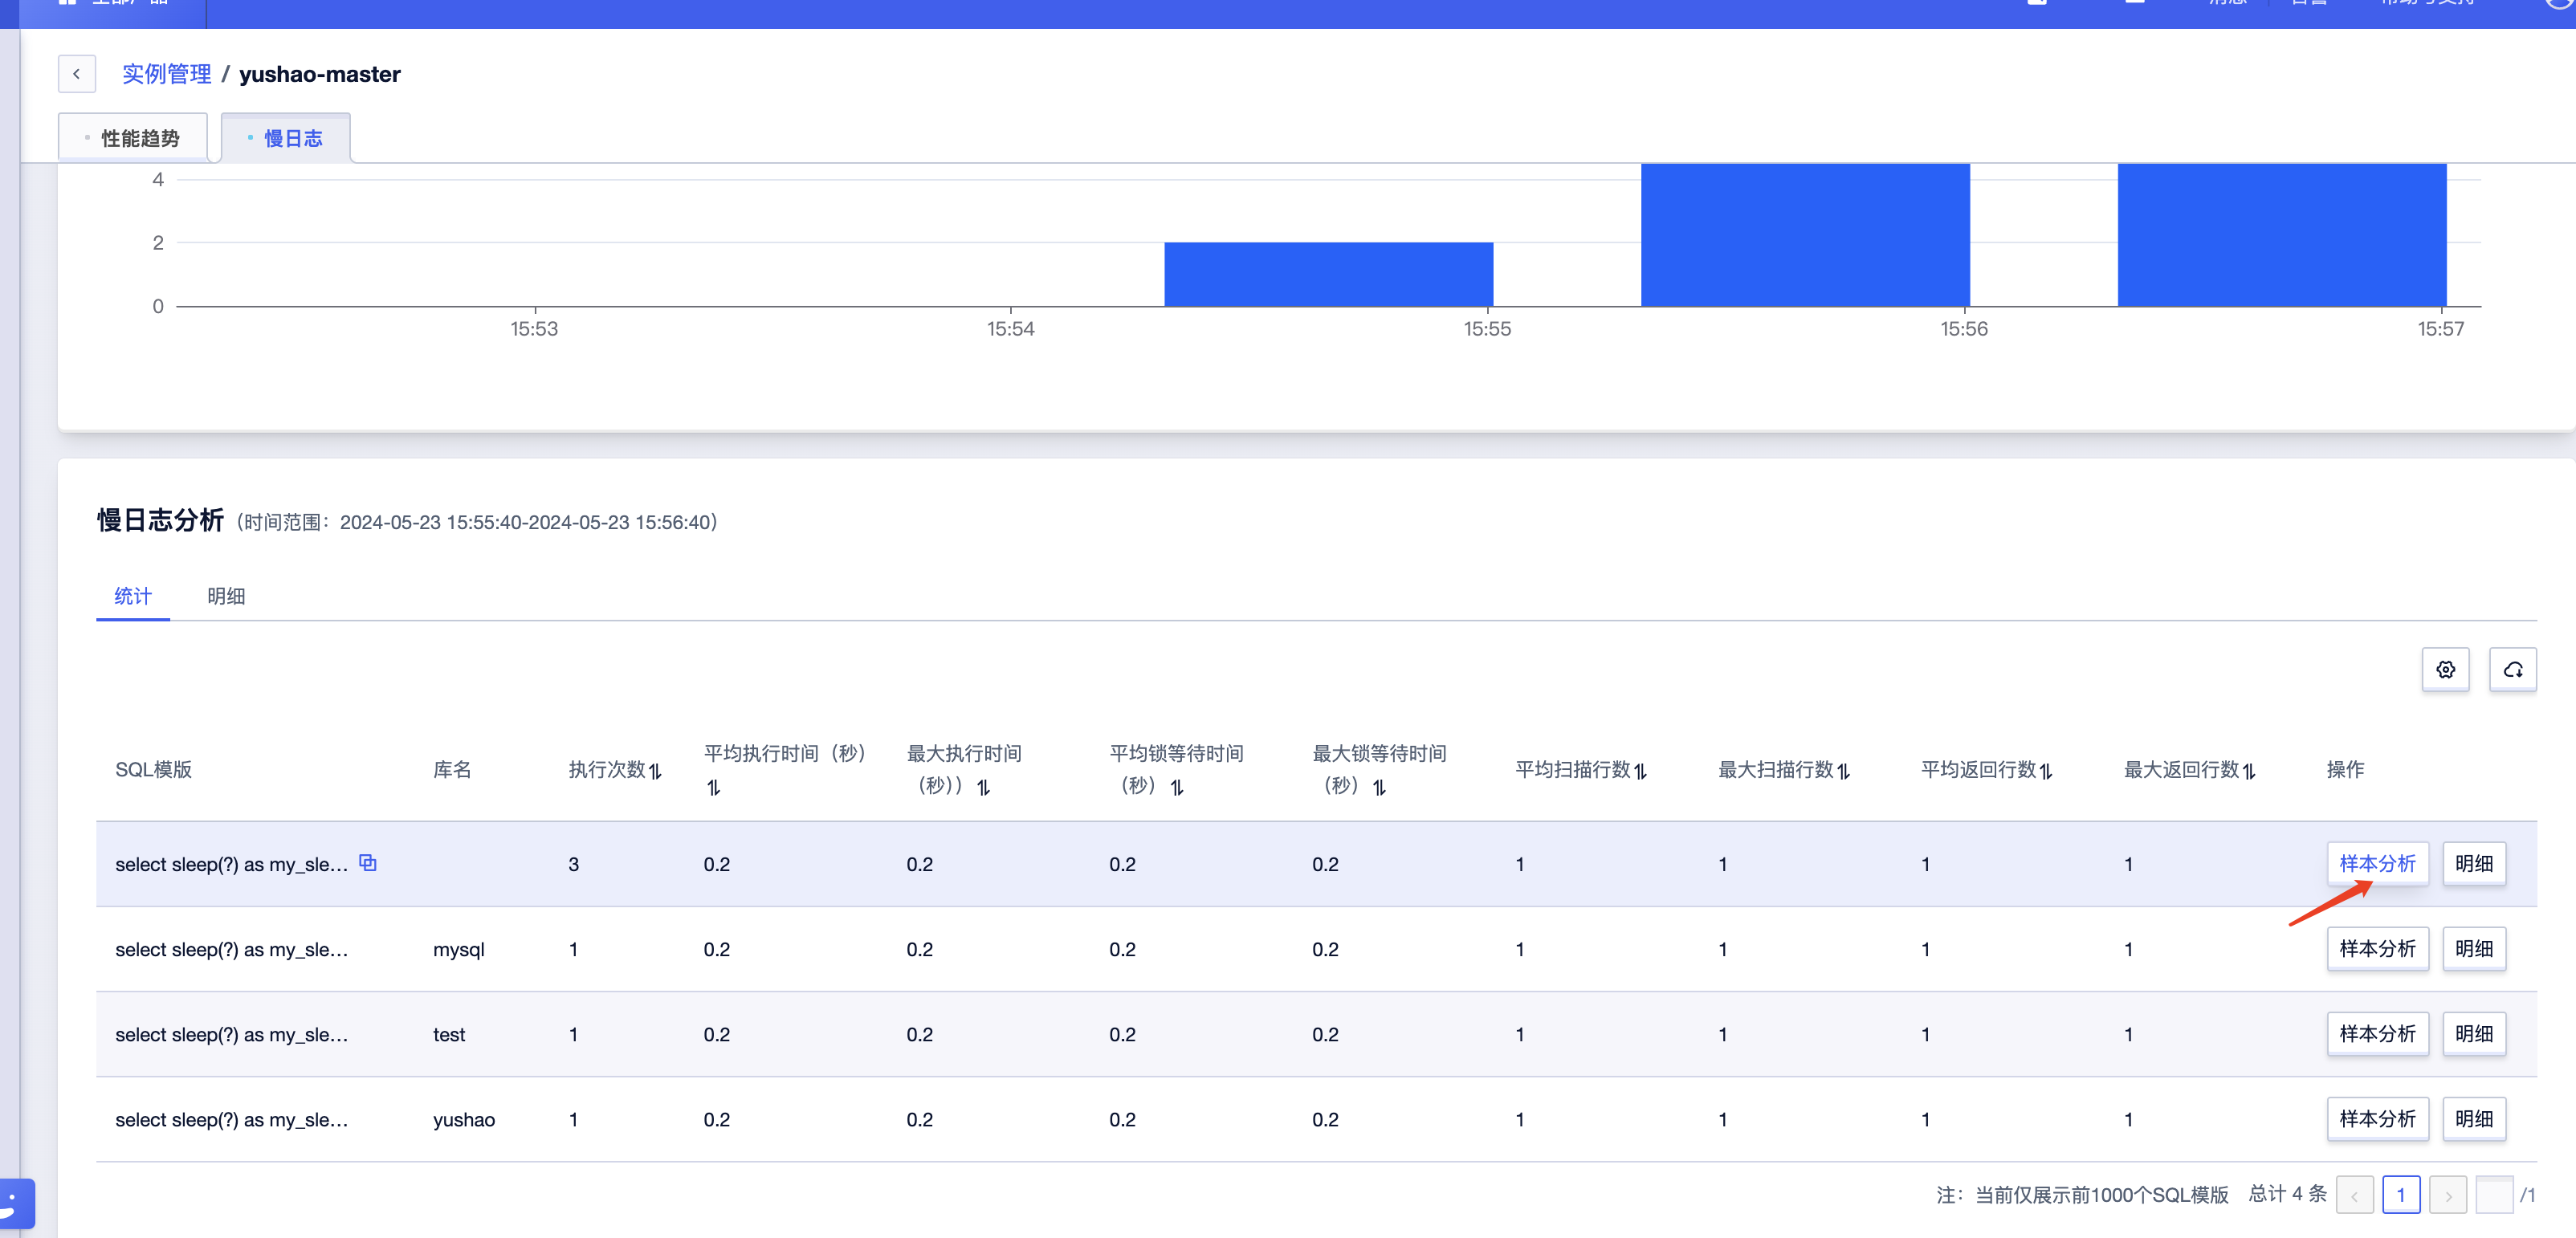 实例管理 / yushao-master
性能趋势
慢日志
4
2
0
15:53 15:54 15:55 15:56 15:57
慢日志分析 (时间范围: 2024-05-23 15:55:40-2024-05-23 15:56:40)
统计 明细
SQL模版 库名 执行次数 平均执行时间（秒） 最大执行时间（秒）） 平均锁等待时间（秒） 最大锁等待时间（秒） 平均扫描行数 最大扫描行数 平均返回行数 最大返回行数 操作
select sleep(?) as my_sle... 3 0.2 0.2 0.2 0.2 1 1 1 1 样本分析 明细
select sleep(?) as my_sle... mysql 1 0.2 0.2 0.2 0.2 1 1 1 1 样本分析 明细
select sleep(?) as my_sle... test 1 0.2 0.2 0.2 0.2 1 1 1 1 样本分析 明细
select sleep(?) as my_sle... yushao 1 0.2 0.2 0.2 0.2 1 1 1 1 样本分析 明细
注：当前仅展示前1000个SQL模版 总计 4 条 1 /1